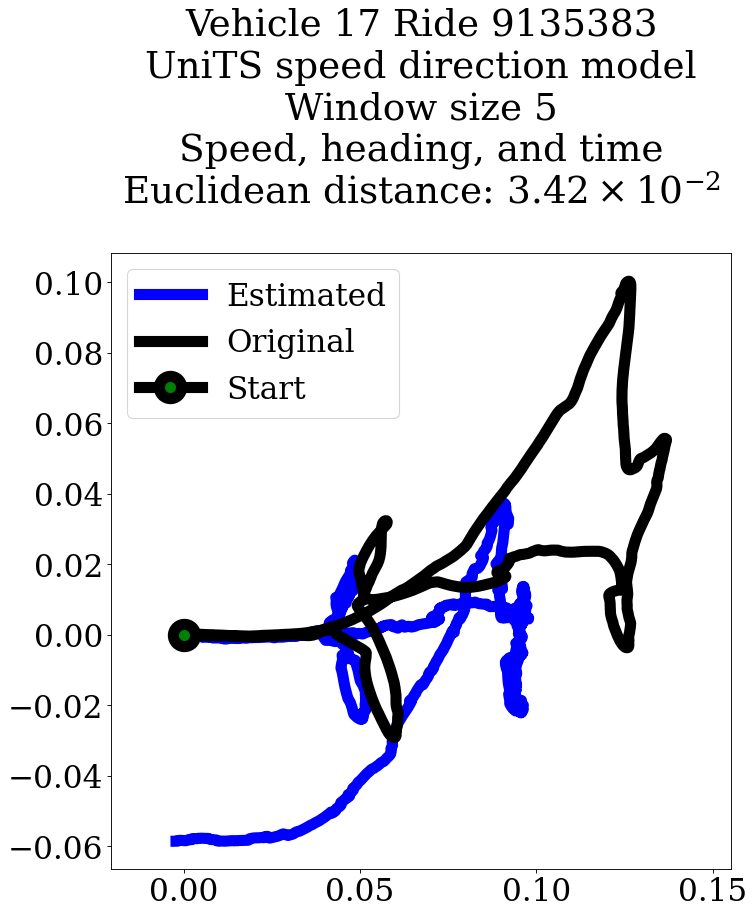 Vehicle 17 Ride 9135383
UniTS speed direction model
Window size 5
Speed, heading, and time
Euclidean distance: 3.42 × 10⁻²
Estimated
Original
Start
0.10
0.08
0.06
0.04
0.02
0.00
−0.02
−0.04
−0.06
0.00 0.05 0.10 0.15